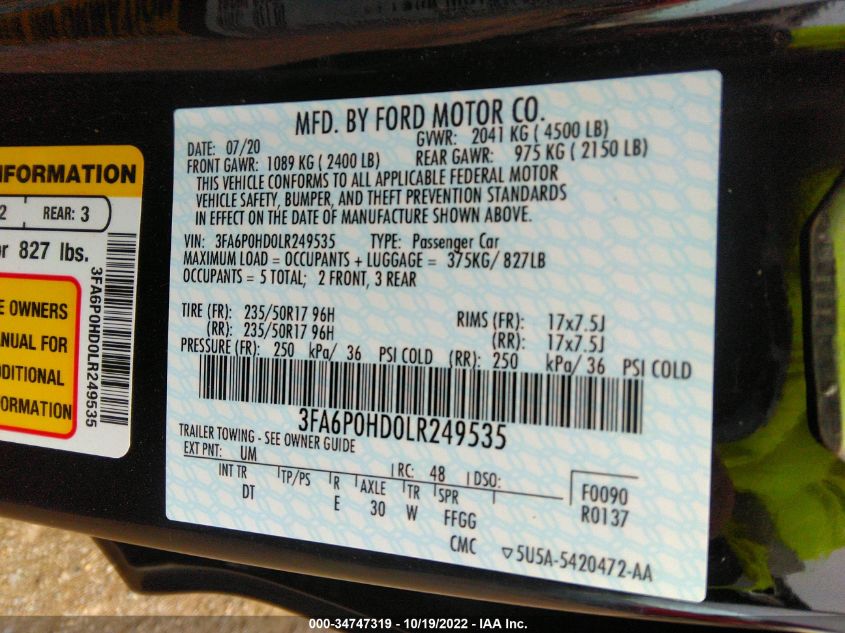 MFD. BY FORD MOTOR CO.
DATE: 07/20 GVWR: 2041 KG ( 4500 LB)
FRONT GAWR: 1089 KG ( 2400 LB) REAR GAWR: 975 KG ( 2150 LB)
THIS VEHICLE CONFORMS TO ALL APPLICABLE FEDERAL MOTOR
VEHICLE SAFETY, BUMPER, AND THEFT PREVENTION STANDARDS
IN EFFECT ON THE DATE OF MANUFACTURE SHOWN ABOVE.
VIN: 3FA6P0HD0LR249535 TYPE: Passenger Car
MAXIMUM LOAD = OCCUPANTS + LUGGAGE = 375KG/ 827LB
OCCUPANTS = 5 TOTAL; 2 FRONT, 3 REAR
TIRE (FR): 235/50R17 96H RIMS (FR): 17x7.5J
(RR): 235/50R17 96H (RR): 17x7.5J
PRESSURE (FR): 250 kPa/ 36 PSI COLD (RR): 250 kPa/ 36 PSI COLD
3FA6P0HD0LR249535
TRAILER TOWING - SEE OWNER GUIDE
EXT PNT: UM RC: 48 DSO:
INT TR TP/PS R AXLE TR SPR F0090
DT E 30 W FFGG R0137
CMC 5U5A-5420472-AA
INFORMATION
2 REAR: 3
or 827 lbs.
E OWNERS
ANUAL FOR
DDITIONAL
FORMATION
3FA6P0HD0LR249535
000-34747319 - 10/19/2022 - IAA Inc.